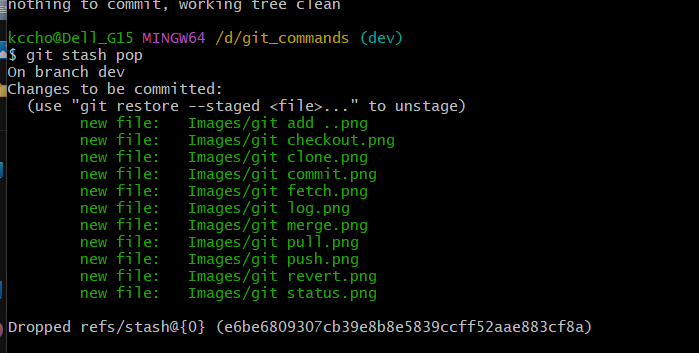 nothing to commit, working tree clean
kccho@Dell_G15 MINGW64 /d/git_commands (dev)
$ git stash pop
On branch dev
Changes to be committed:
  (use "git restore --staged <file>..." to unstage)
        new file:   Images/git add ..png
        new file:   Images/git checkout.png
        new file:   Images/git clone.png
        new file:   Images/git commit.png
        new file:   Images/git fetch.png
        new file:   Images/git log.png
        new file:   Images/git merge.png
        new file:   Images/git pull.png
        new file:   Images/git push.png
        new file:   Images/git revert.png
        new file:   Images/git status.png
Dropped refs/stash@{0} (e6be6809307cb39e8b8e5839ccff52aae883cf8a)